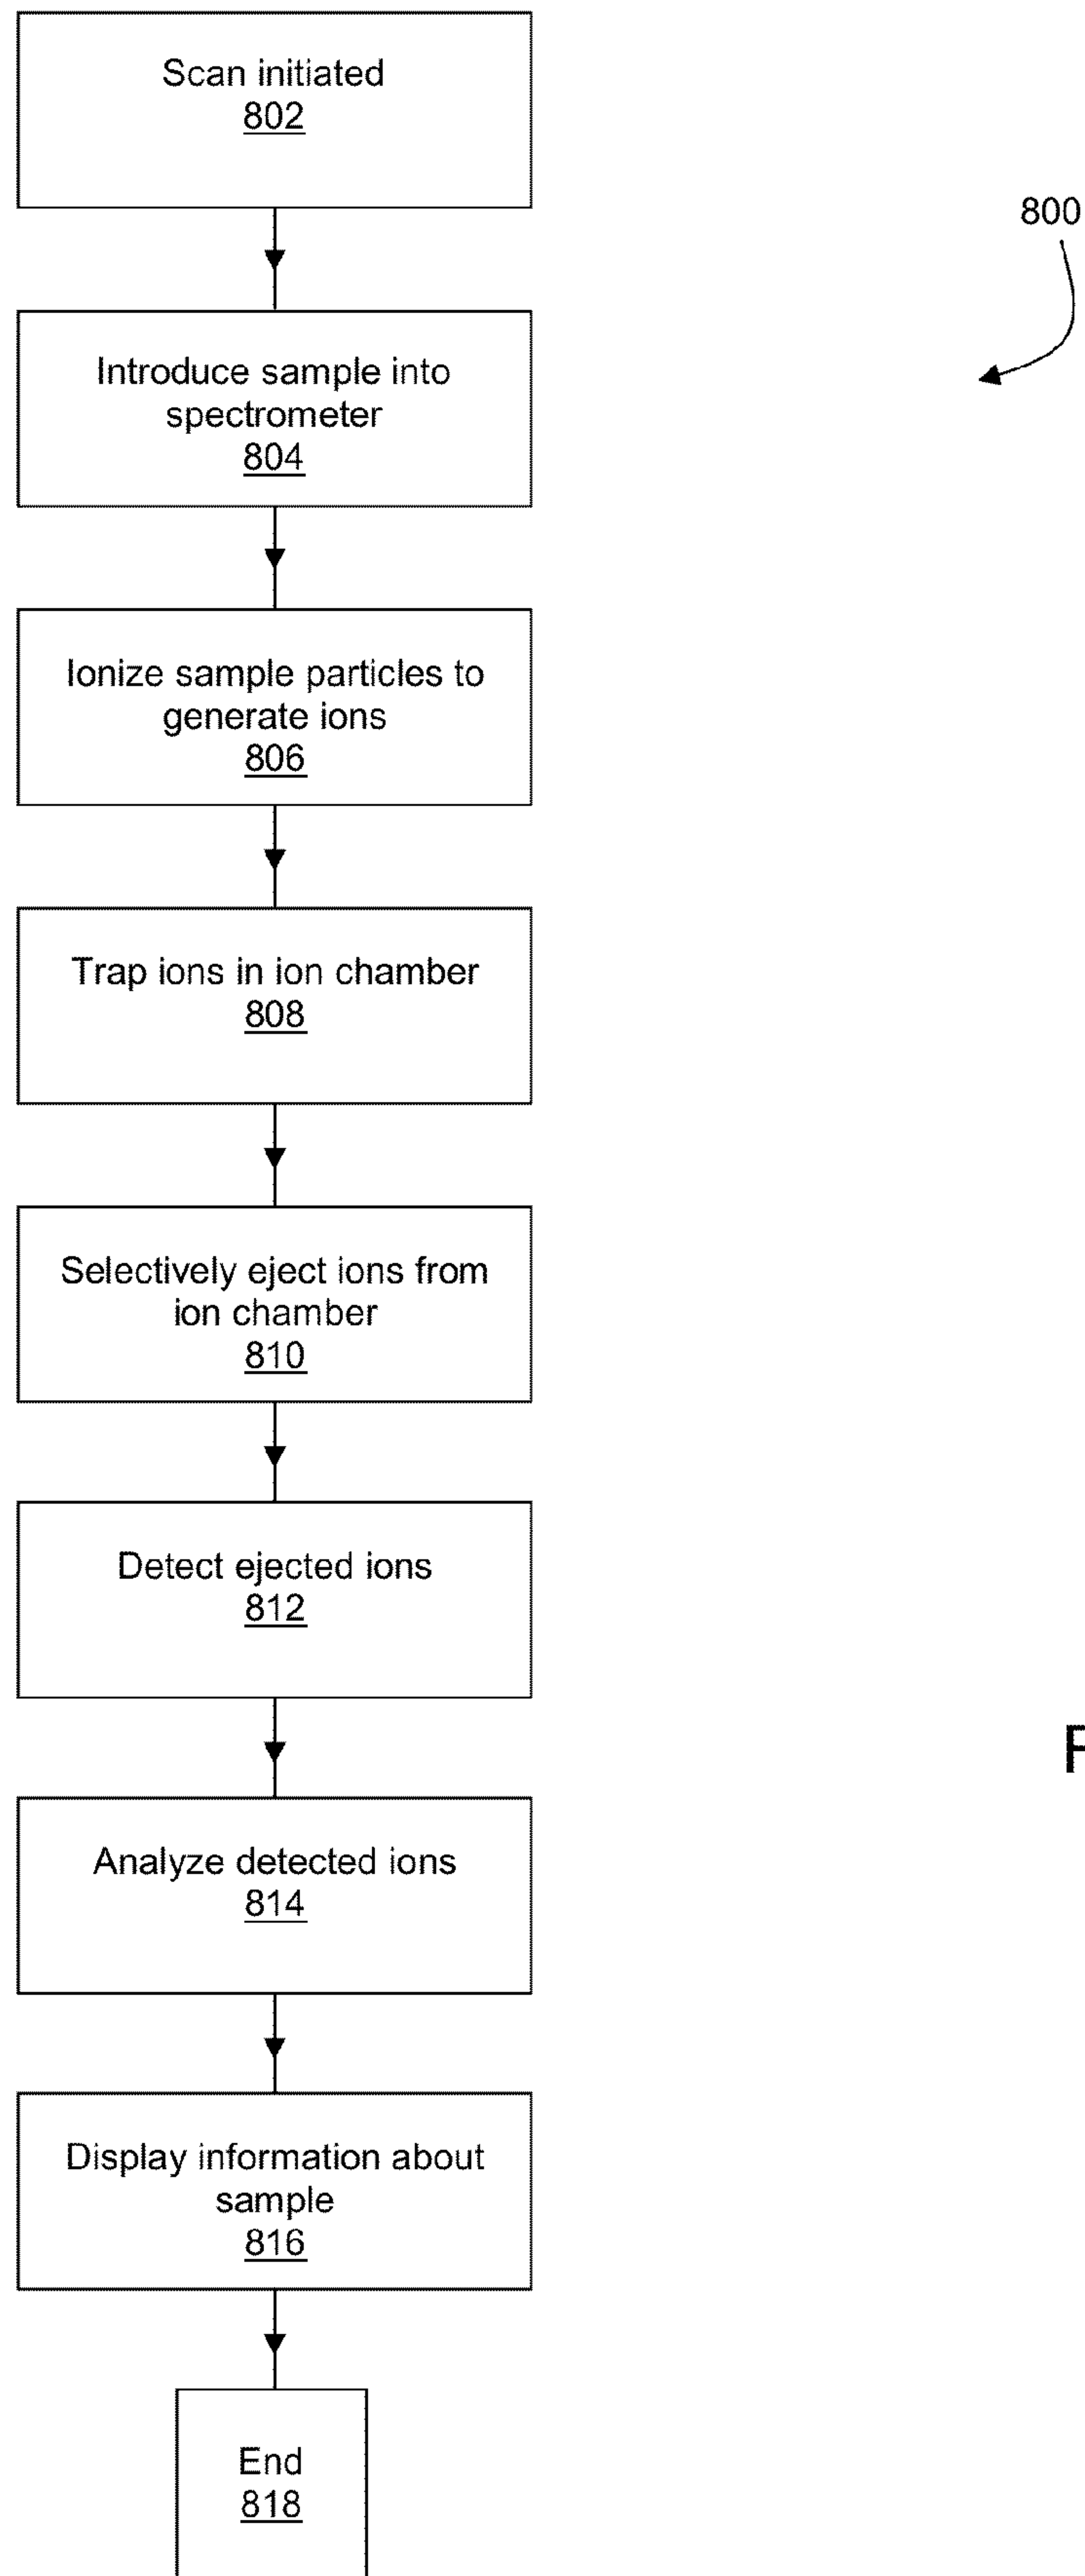 Scan initiated
802
800
Introduce sample into
spectrometer
804
Ionize sample particles to
generate ions
806
Trap ions in ion chamber
808
Selectively eject ions from
ion chamber
810
Detect ejected ions
812
Analyze detected ions
814
Display information about
sample
816
End
818